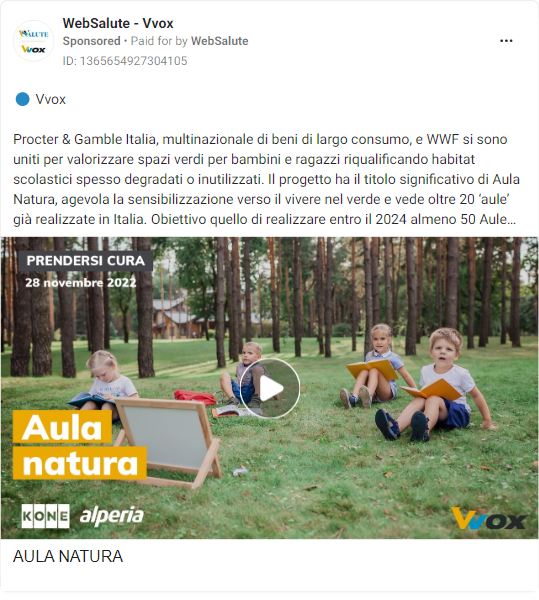 WebSalute - Vvox
Sponsored • Paid for by WebSalute
ID: 1365654927304105
Vvox
Procter & Gamble Italia, multinazionale di beni di largo consumo, e WWF si sono
uniti per valorizzare spazi verdi per bambini e ragazzi riqualificando habitat
scolastici spesso degradati o inutilizzati. Il progetto ha il titolo significativo di Aula
Natura, agevola la sensibilizzazione verso il vivere nel verde e vede oltre 20 ‘aule’
già realizzate in Italia. Obiettivo quello di realizzare entro il 2024 almeno 50 Aule...
PRENDERSI CURA
28 novembre 2022
Aula
natura
KONE alperia
VVOX
AULA NATURA